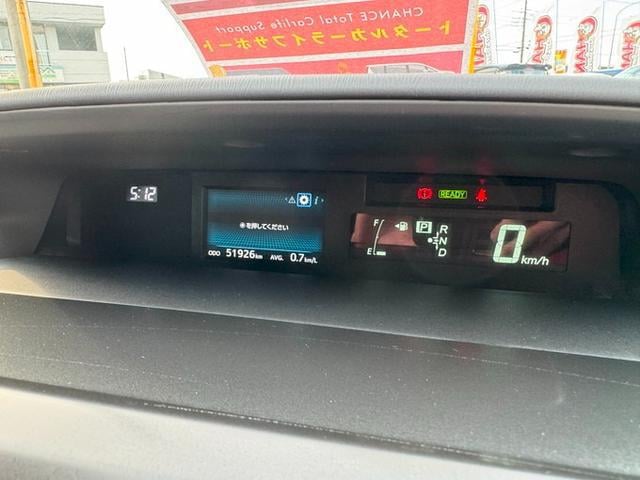 CHANCE Total Carlife Support
トータルカーライフサポート
5:12
i
を押してください
ODO 51926km AVG. 0.7km/L
READY
F
E
P
R
N
D
0 km/h